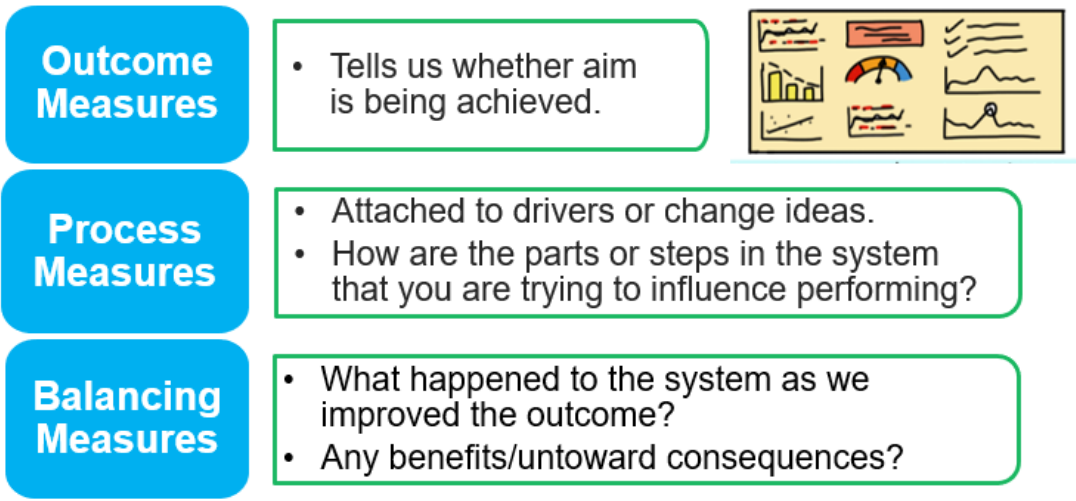 Outcome
Measures
• Tells us whether aim
is being achieved.
Process
Measures
• Attached to drivers or change ideas.
• How are the parts or steps in the system
that you are trying to influence performing?
Balancing
Measures
• What happened to the system as we
improved the outcome?
• Any benefits/untoward consequences?